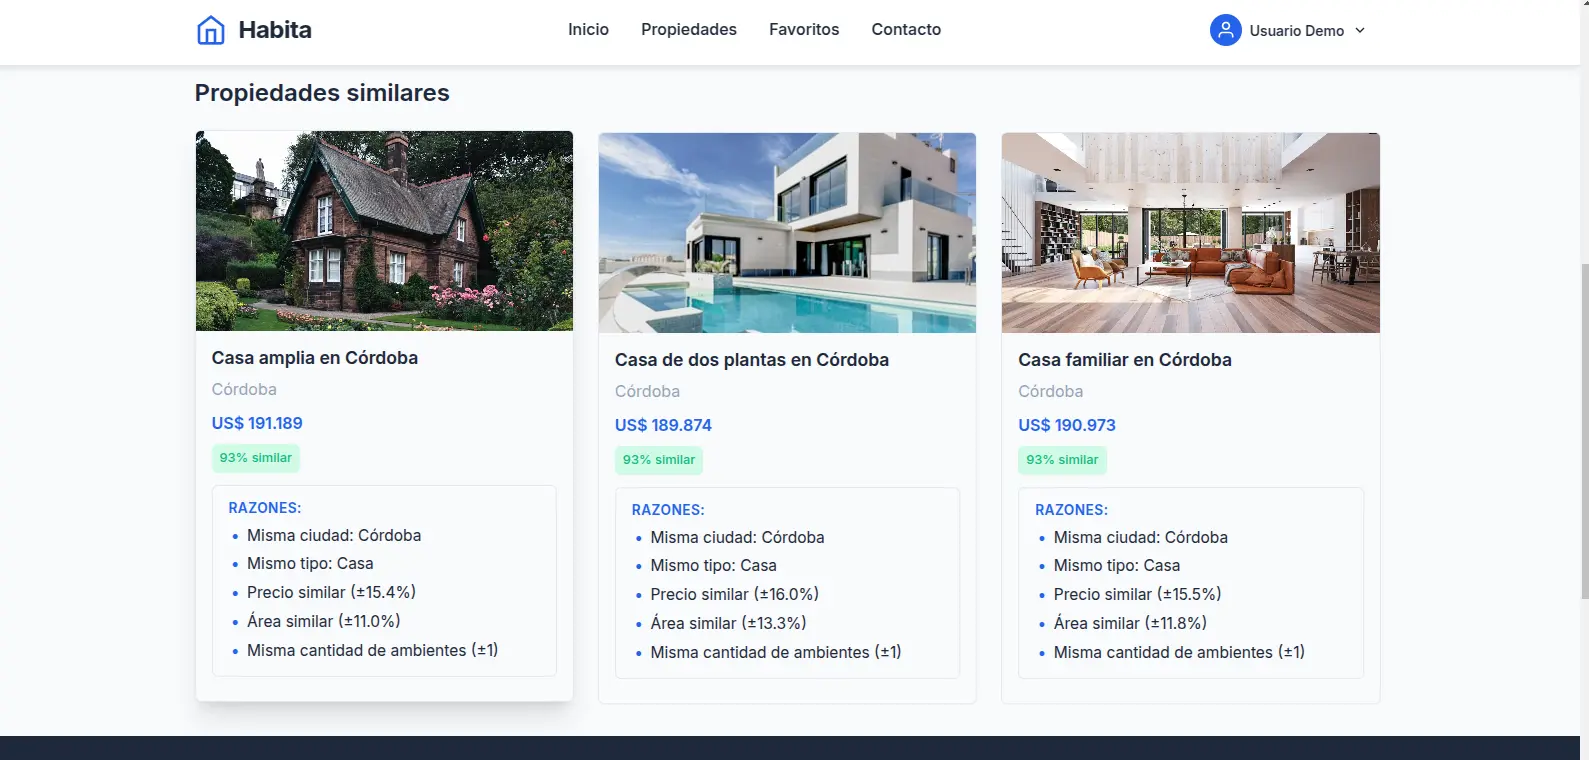 Habita
Inicio
Propiedades
Favoritos
Contacto
Usuario Demo
Propiedades similares
Casa amplia en Córdoba
Córdoba
US$ 191.189
93% similar
RAZONES:
• Misma ciudad: Córdoba
• Mismo tipo: Casa
• Precio similar (±15.4%)
• Área similar (±11.0%)
• Misma cantidad de ambientes (±1)
Casa de dos plantas en Córdoba
Córdoba
US$ 189.874
93% similar
RAZONES:
• Misma ciudad: Córdoba
• Mismo tipo: Casa
• Precio similar (±16.0%)
• Área similar (±13.3%)
• Misma cantidad de ambientes (±1)
Casa familiar en Córdoba
Córdoba
US$ 190.973
93% similar
RAZONES:
• Misma ciudad: Córdoba
• Mismo tipo: Casa
• Precio similar (±15.5%)
• Área similar (±11.8%)
• Misma cantidad de ambientes (±1)